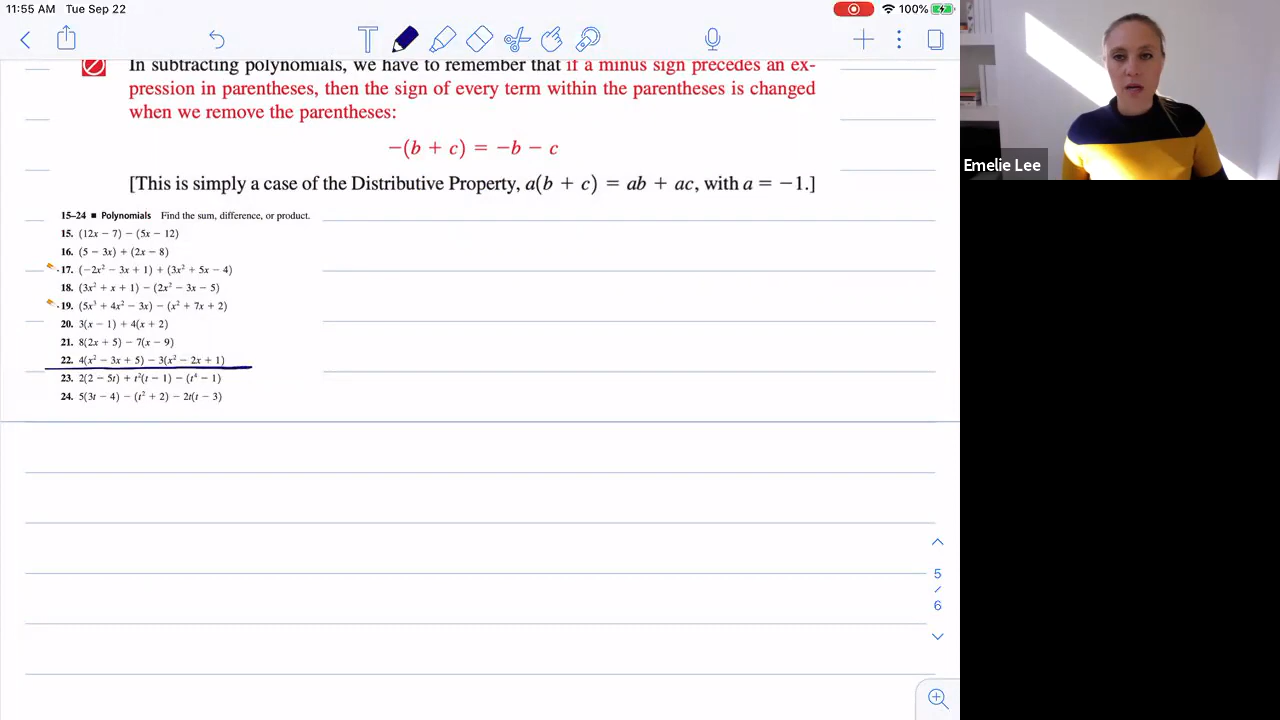 11:55 AM Tue Sep 22
100%
In subtracting polynomials, we have to remember that if a minus sign precedes an ex-
pression in parentheses, then the sign of every term within the parentheses is changed
when we remove the parentheses:
−(b + c) = −b − c
[This is simply a case of the Distributive Property, a(b + c) = ab + ac, with a = −1.]
15–24 ■ Polynomials Find the sum, difference, or product.
15. (12x − 7) − (5x − 12)
16. (5 − 3x) + (2x − 8)
17. (−2x² − 3x + 1) + (3x² + 5x − 4)
18. (3x² + x + 1) − (2x² − 3x − 5)
19. (5x³ + 4x² − 3x) − (x² + 7x + 2)
20. 3(x − 1) + 4(x + 2)
21. 8(2x + 5) − 7(x − 9)
22. 4(x² − 3x + 5) − 3(x² − 2x + 1)
23. 2(2 − 5t) + t²(t − 1) − (t⁴ − 1)
24. 5(3t − 4) − (t² + 2) − 2t(t − 3)
5
/
6
Emelie Lee